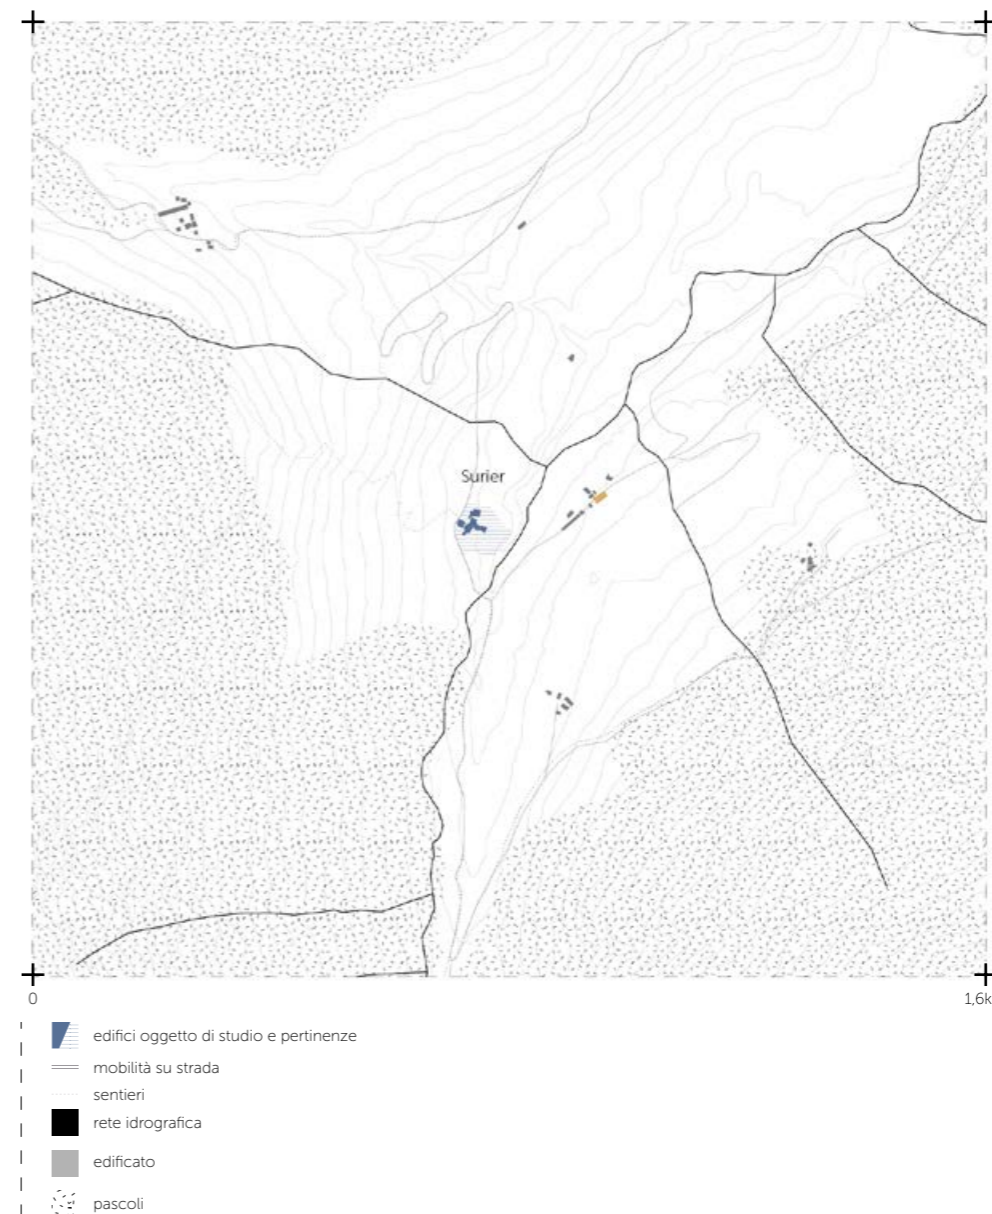 Surier
0
1,6k
edifici oggetto di studio e pertinenze
mobilità su strada
sentieri
rete idrografica
edificato
pascoli